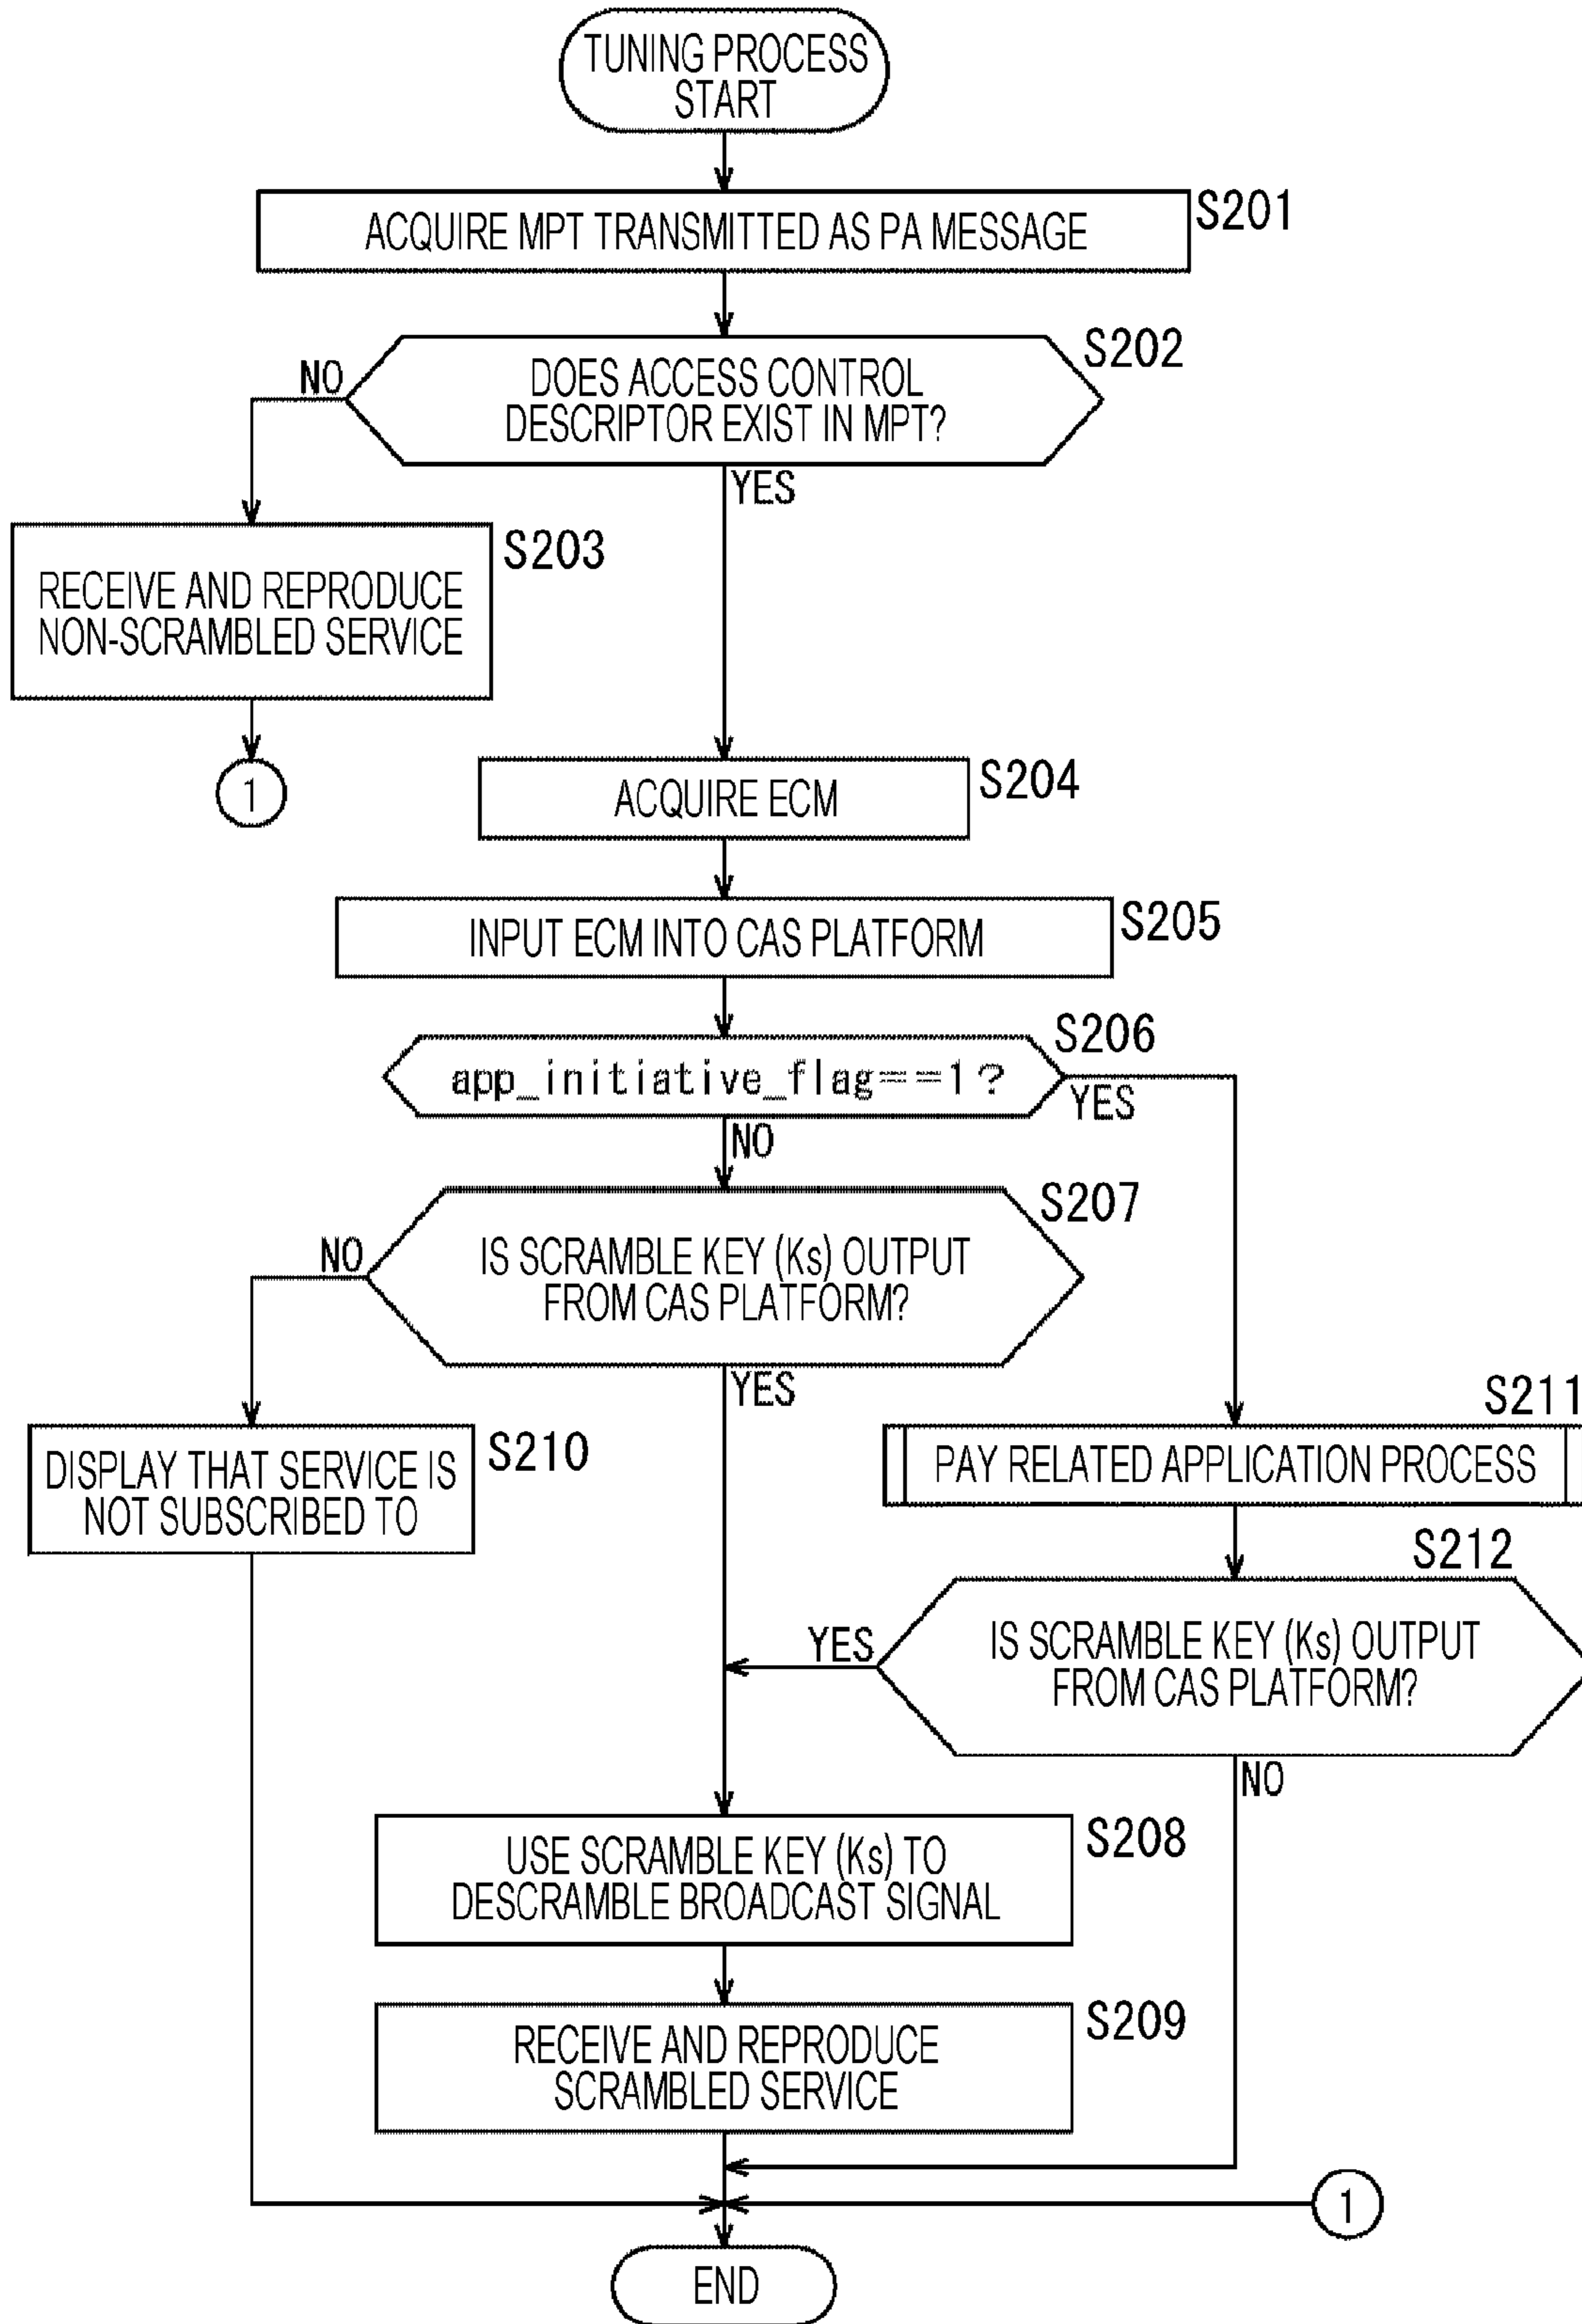 TUNING PROCESS
START
ACQUIRE MPT TRANSMITTED AS PA MESSAGE
S201
DOES ACCESS CONTROL
DESCRIPTOR EXIST IN MPT?
S202
NO
YES
RECEIVE AND REPRODUCE
NON-SCRAMBLED SERVICE
S203
1
ACQUIRE ECM
S204
INPUT ECM INTO CAS PLATFORM
S205
app_initiative_flag==1?
S206
YES
NO
IS SCRAMBLE KEY (Ks) OUTPUT
FROM CAS PLATFORM?
S207
NO
YES
DISPLAY THAT SERVICE IS
NOT SUBSCRIBED TO
S210
S211
PAY RELATED APPLICATION PROCESS
S212
IS SCRAMBLE KEY (Ks) OUTPUT
FROM CAS PLATFORM?
YES
NO
USE SCRAMBLE KEY (Ks) TO
DESCRAMBLE BROADCAST SIGNAL
S208
RECEIVE AND REPRODUCE
SCRAMBLED SERVICE
S209
1
END